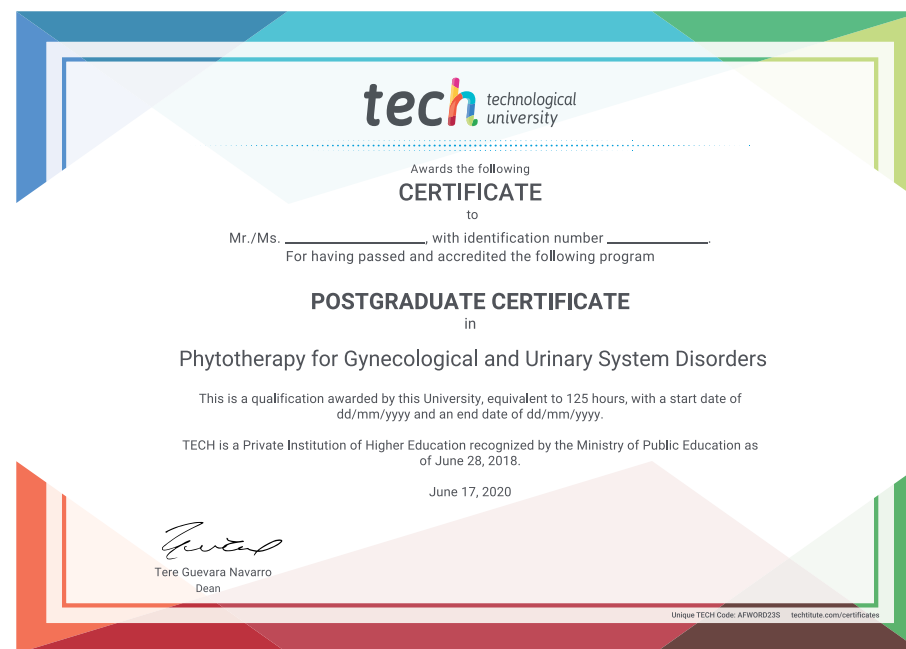 tech technological
university
Awards the following
CERTIFICATE
to
Mr./Ms. ____________, with identification number ____________.
For having passed and accredited the following program
POSTGRADUATE CERTIFICATE
in
Phytotherapy for Gynecological and Urinary System Disorders
This is a qualification awarded by this University, equivalent to 125 hours, with a start date of
dd/mm/yyyy and an end date of dd/mm/yyyy.
TECH is a Private Institution of Higher Education recognized by the Ministry of Public Education as
of June 28, 2018.
June 17, 2020
Tere Guevara Navarro
Dean
Unique TECH Code: AFWORD23S techtitute.com/certificates